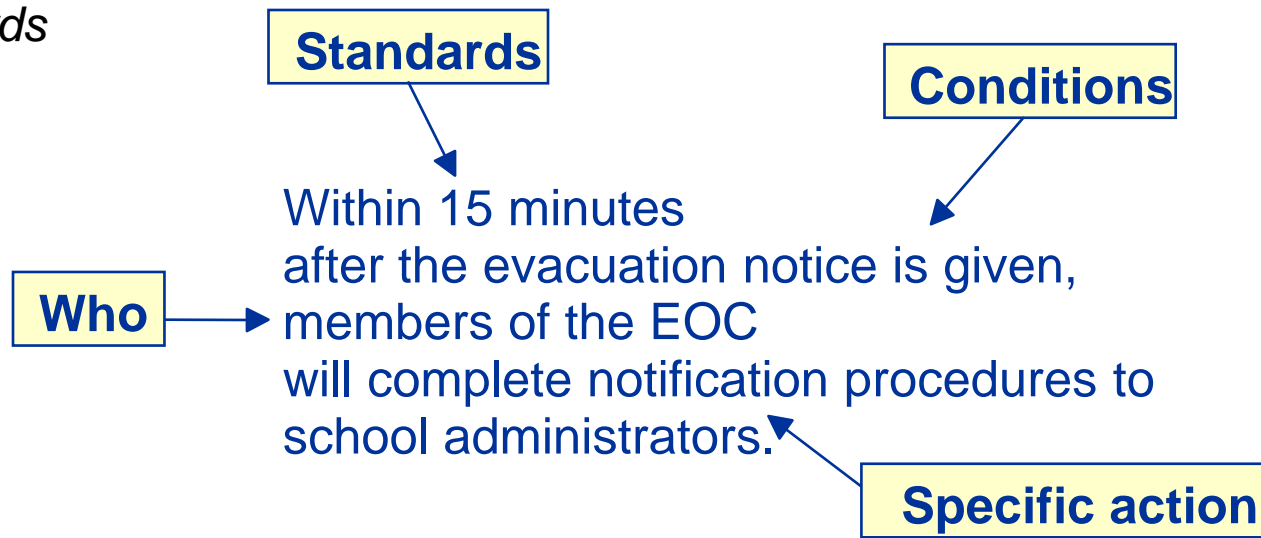 Standards
Conditions
Within 15 minutes
after the evacuation notice is given,
Who
members of the EOC
will complete notification procedures to
school administrators.
Specific action